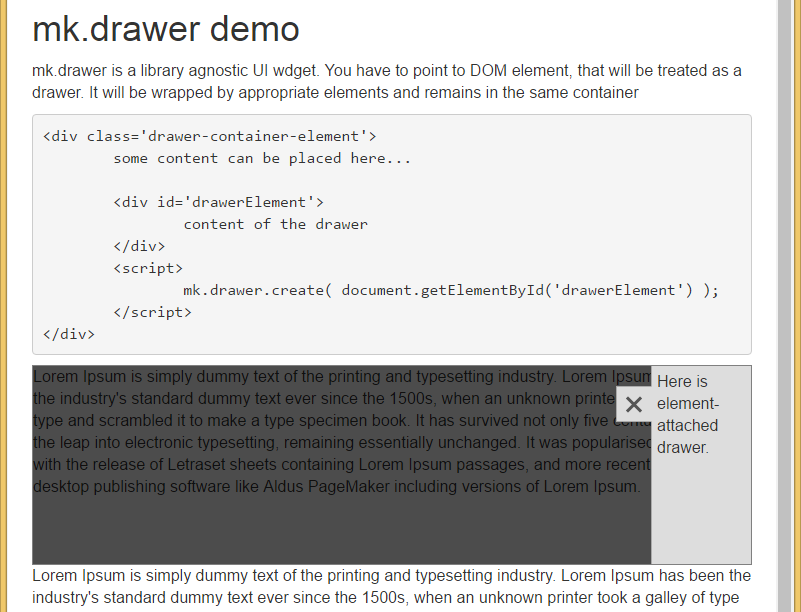 mk.drawer demo
mk.drawer is a library agnostic UI wdget. You have to point to DOM element, that will be treated as a
drawer. It will be wrapped by appropriate elements and remains in the same container
<div class='drawer-container-element'>
some content can be placed here...
<div id='drawerElement'>
content of the drawer
</div>
<script>
mk.drawer.create( document.getElementById('drawerElement') );
</script>
</div>
Lorem Ipsum is simply dummy text of the printing and typesetting industry. Lorem Ipsum
the industry's standard dummy text ever since the 1500s, when an unknown printe
type and scrambled it to make a type specimen book. It has survived not only five
the leap into electronic typesetting, remaining essentially unchanged. It was popularised
with the release of Letraset sheets containing Lorem Ipsum passages, and more recent
desktop publishing software like Aldus PageMaker including versions of Lorem Ipsum.
Here is
element-
attached
drawer.
Lorem Ipsum is simply dummy text of the printing and typesetting industry. Lorem Ipsum has been the
industry's standard dummy text ever since the 1500s, when an unknown printer took a galley of type